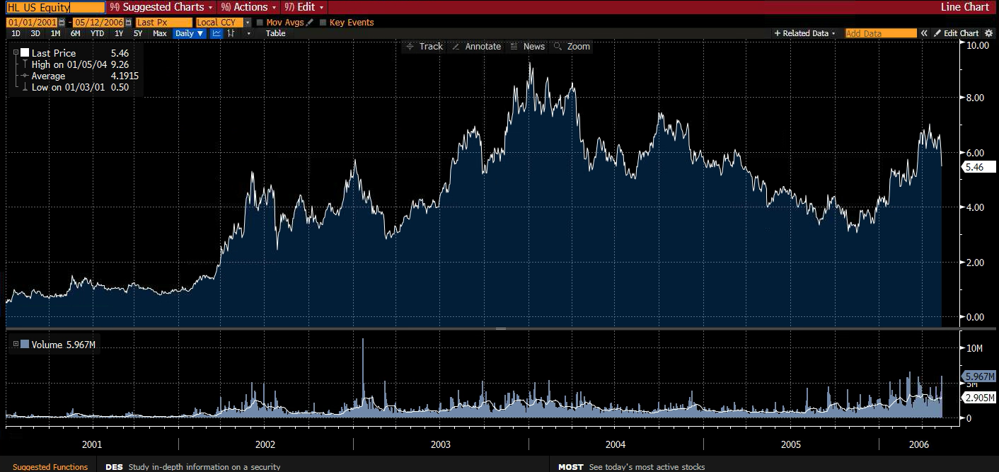 HL US Equity 94) Suggested Charts 96) Actions 97) Edit Line Chart
01/01/2001 - 05/12/2006 Last Px Local CCY Mov Avgs Key Events
1D 3D 1M 6M YTD 1Y 5Y Max Daily ▼ Table + Related Data Add Data « Edit Chart
Track Annotate News Zoom
Last Price 5.46
High on 01/05/04 9.26
Average 4.1915
Low on 01/03/01 0.50
10.00
8.00
6.00
5.46
4.00
2.00
0.00
Volume 5.967M
10M
5.967M
5M
2.905M
0
2001 2002 2003 2004 2005 2006
Suggested Functions DES Study in-depth information on a security MOST See today's most active stocks